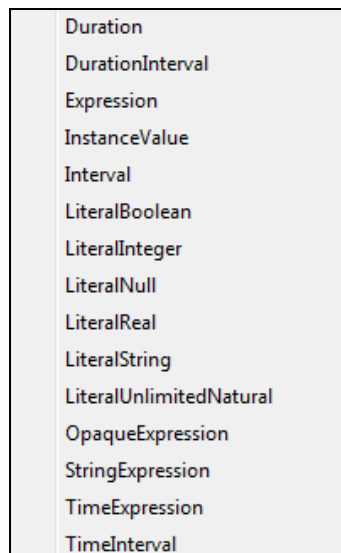 Duration
DurationInterval
Expression
InstanceValue
Interval
LiteralBoolean
LiteralInteger
LiteralNull
LiteralReal
LiteralString
LiteralUnlimitedNatural
OpaqueExpression
StringExpression
TimeExpression
TimeInterval